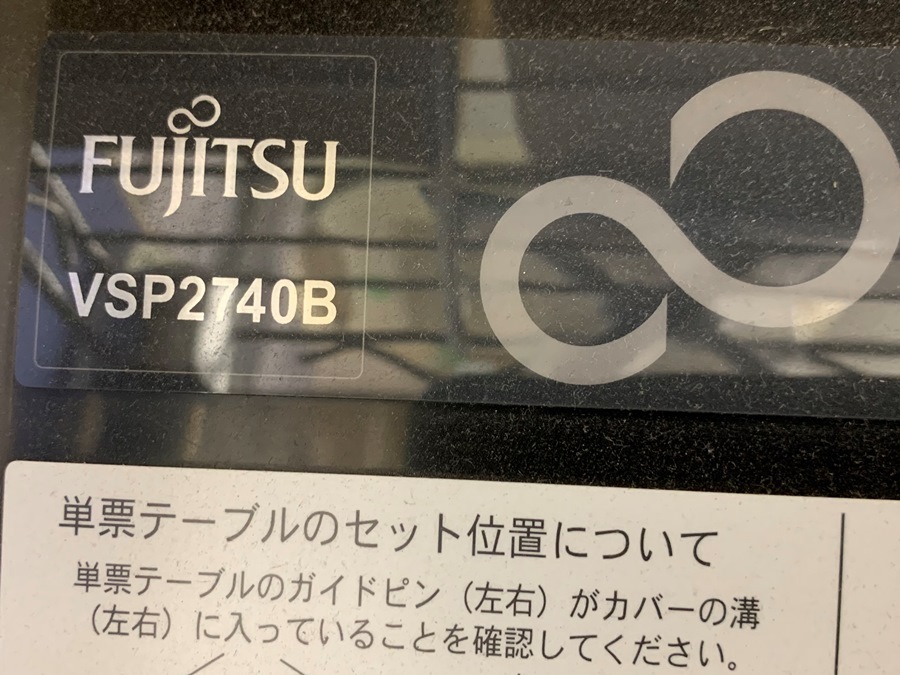 FUJITSU
VSP2740B
単票テーブルのセット位置について
単票テーブルのガイドピン（左右）がカバーの溝
（左右）に入っていることを確認してください。